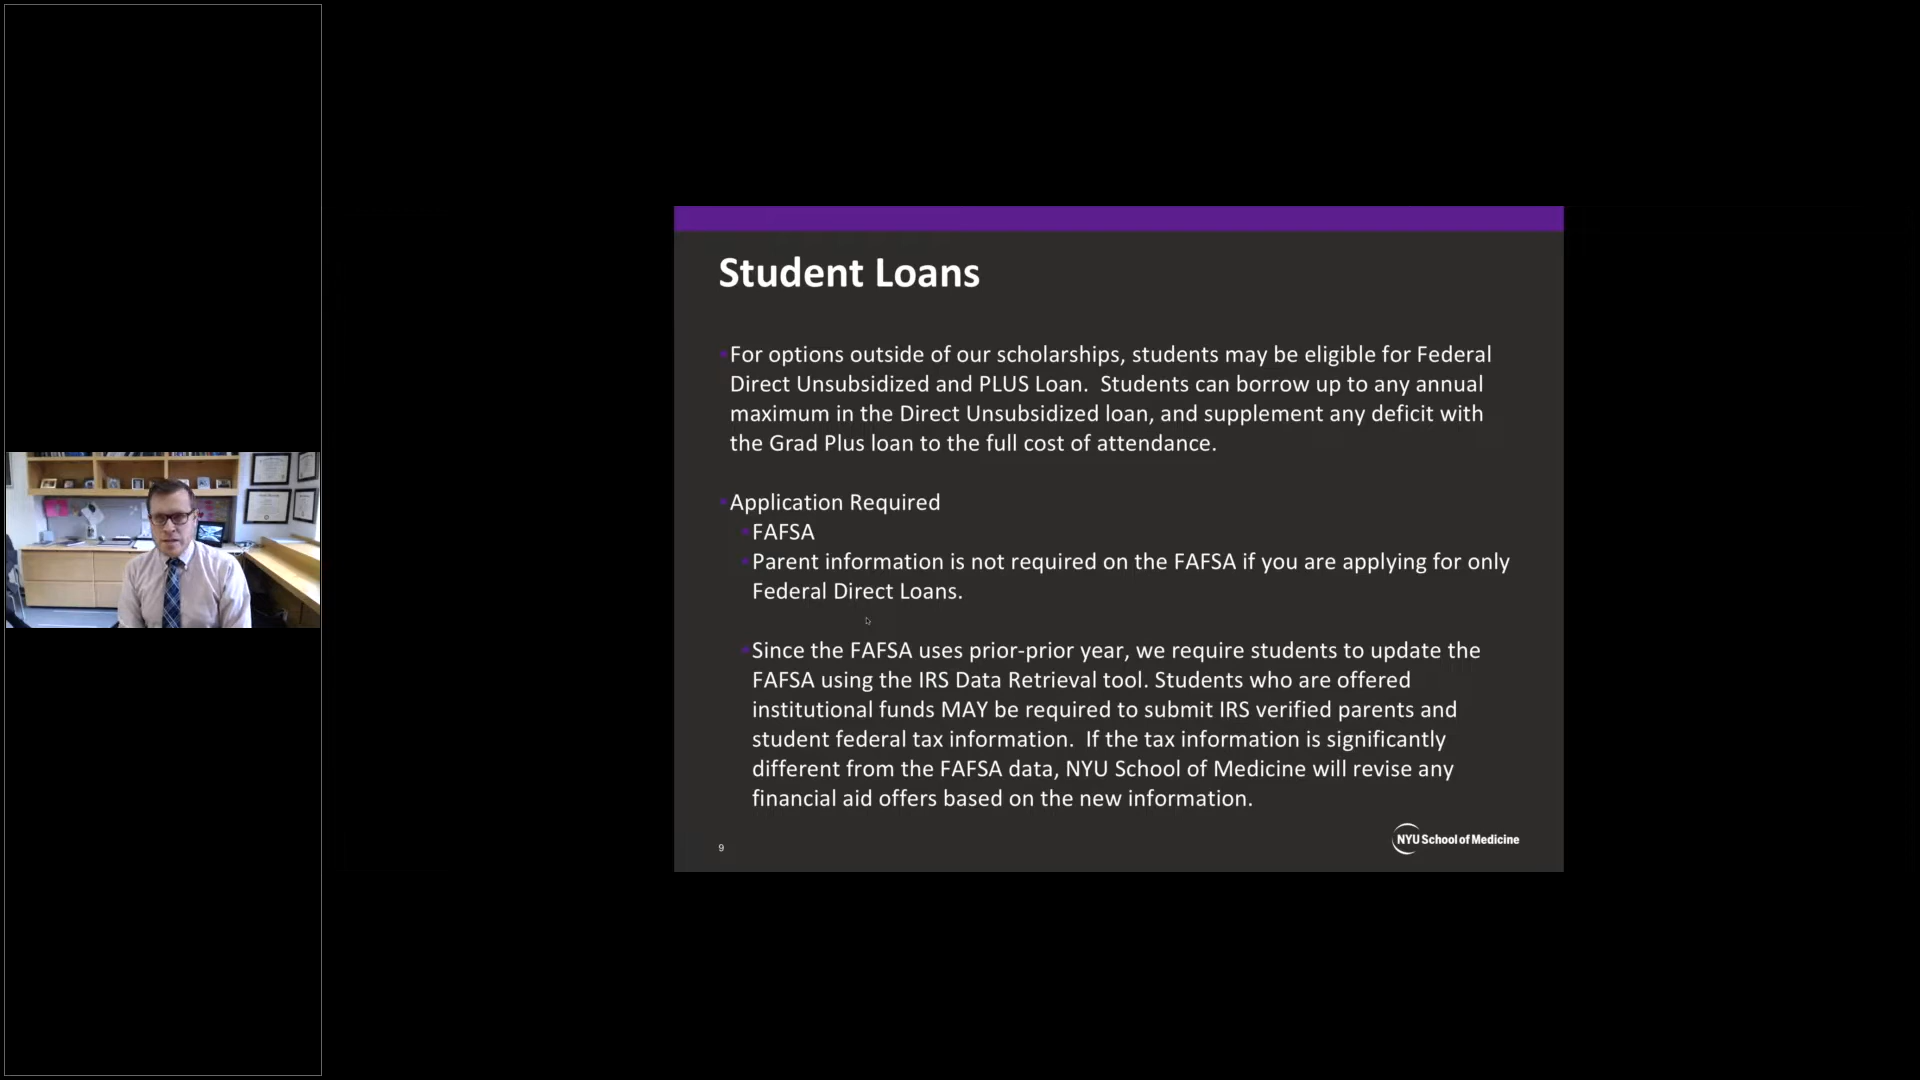 Student Loans
For options outside of our scholarships, students may be eligible for Federal
Direct Unsubsidized and PLUS Loan.  Students can borrow up to any annual
maximum in the Direct Unsubsidized loan, and supplement any deficit with
the Grad Plus loan to the full cost of attendance.
Application Required
FAFSA
Parent information is not required on the FAFSA if you are applying for only
Federal Direct Loans.
Since the FAFSA uses prior-prior year, we require students to update the
FAFSA using the IRS Data Retrieval tool. Students who are offered
institutional funds MAY be required to submit IRS verified parents and
student federal tax information.  If the tax information is significantly
different from the FAFSA data, NYU School of Medicine will revise any
financial aid offers based on the new information.
9
NYU School of Medicine